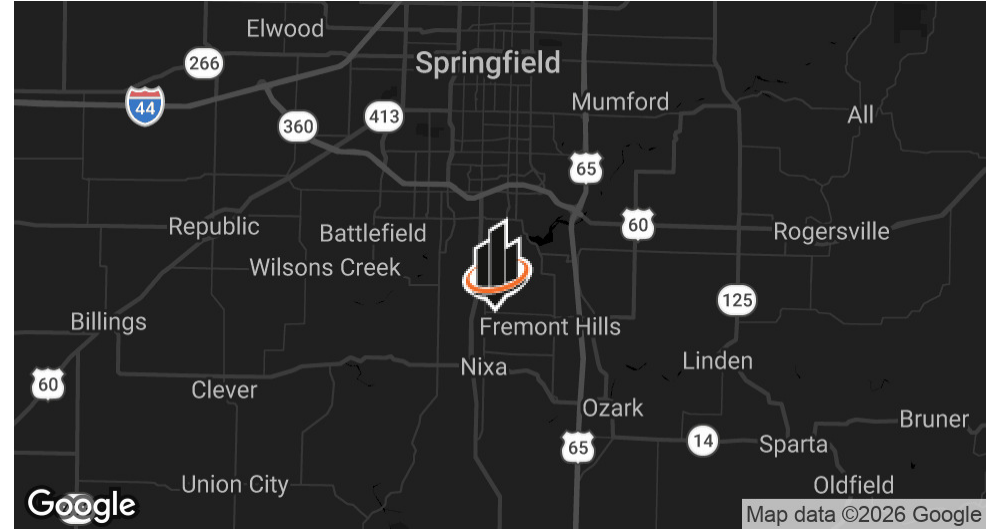 Elwood
266
Springfield
44
Mumford
413
All
360
65
Republic
Battlefield
60
Rogersville
Wilsons Creek
125
Billings
Fremont Hills
Nixa
Linden
60
Clever
Ozark
Bruner
65
14
Sparta
Union City
Oldfield
Google
Map data ©2026 Google